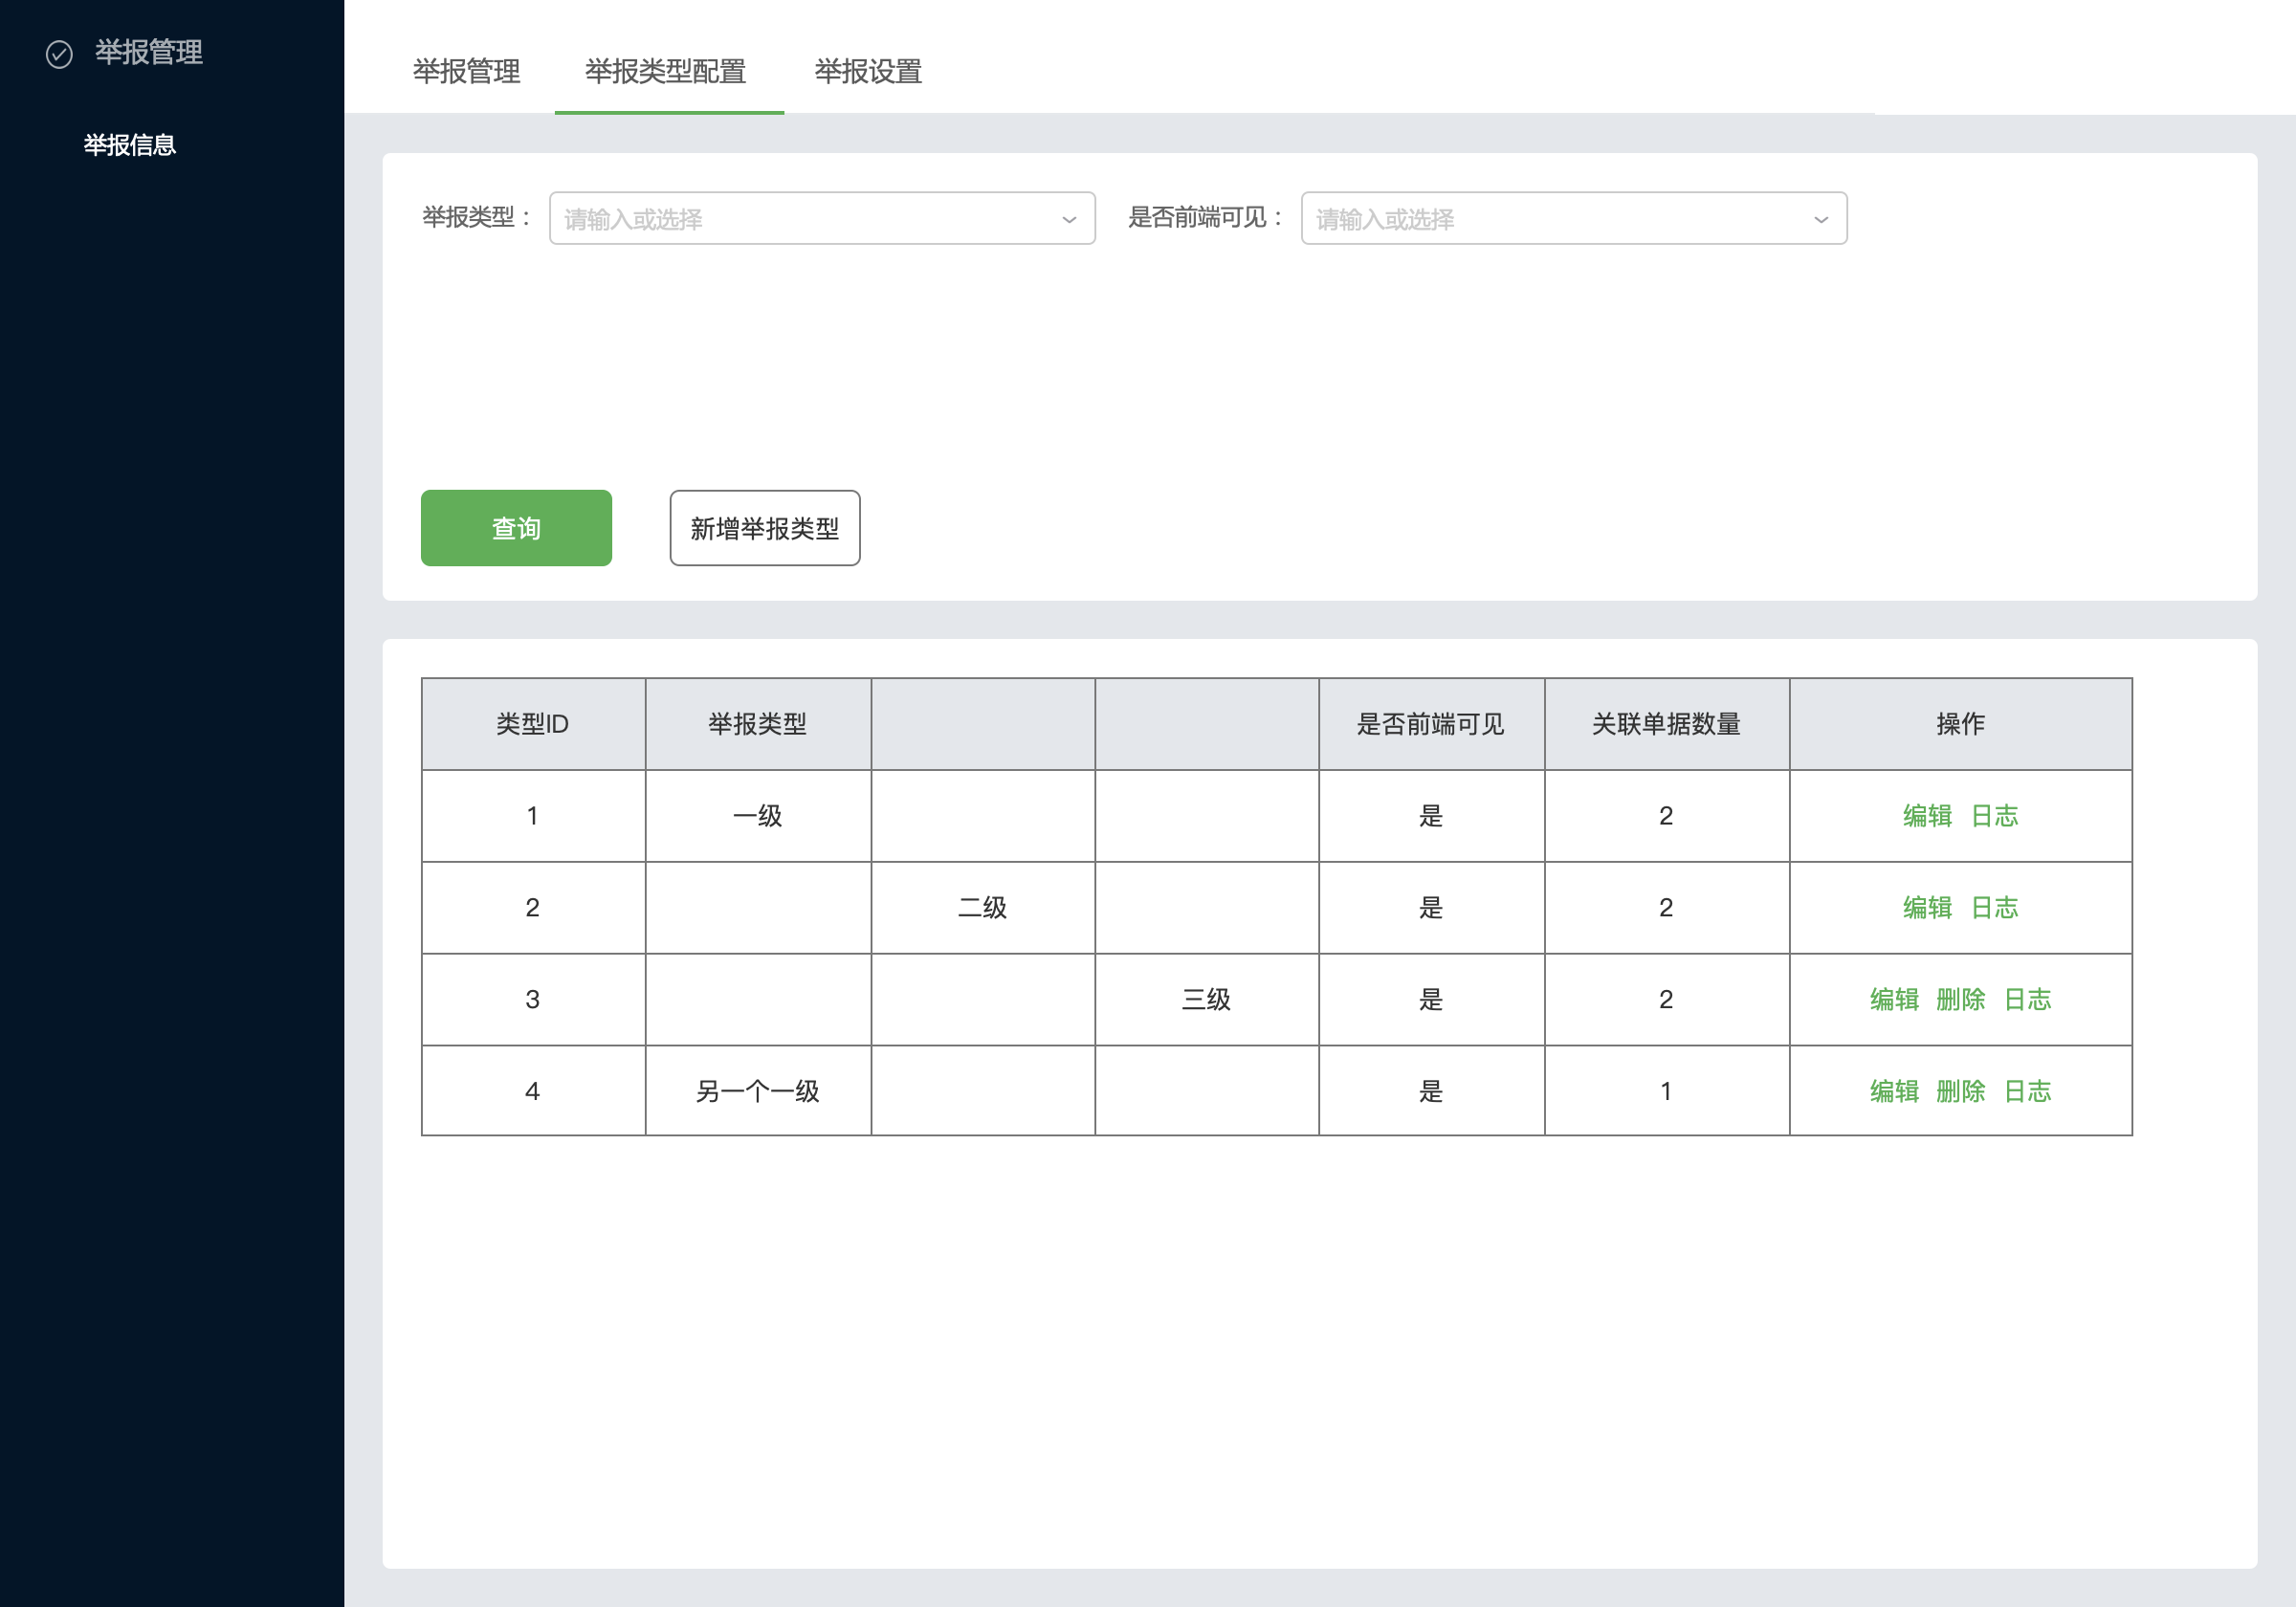 举报管理
举报信息
举报管理 举报类型配置 举报设置
举报类型： 请输入或选择 是否前端可见： 请输入或选择
查询 新增举报类型
类型ID 举报类型 是否前端可见 关联单据数量 操作
1 一级 是 2 编辑 日志
2 二级 是 2 编辑 日志
3 三级 是 2 编辑 删除 日志
4 另一个一级 是 1 编辑 删除 日志